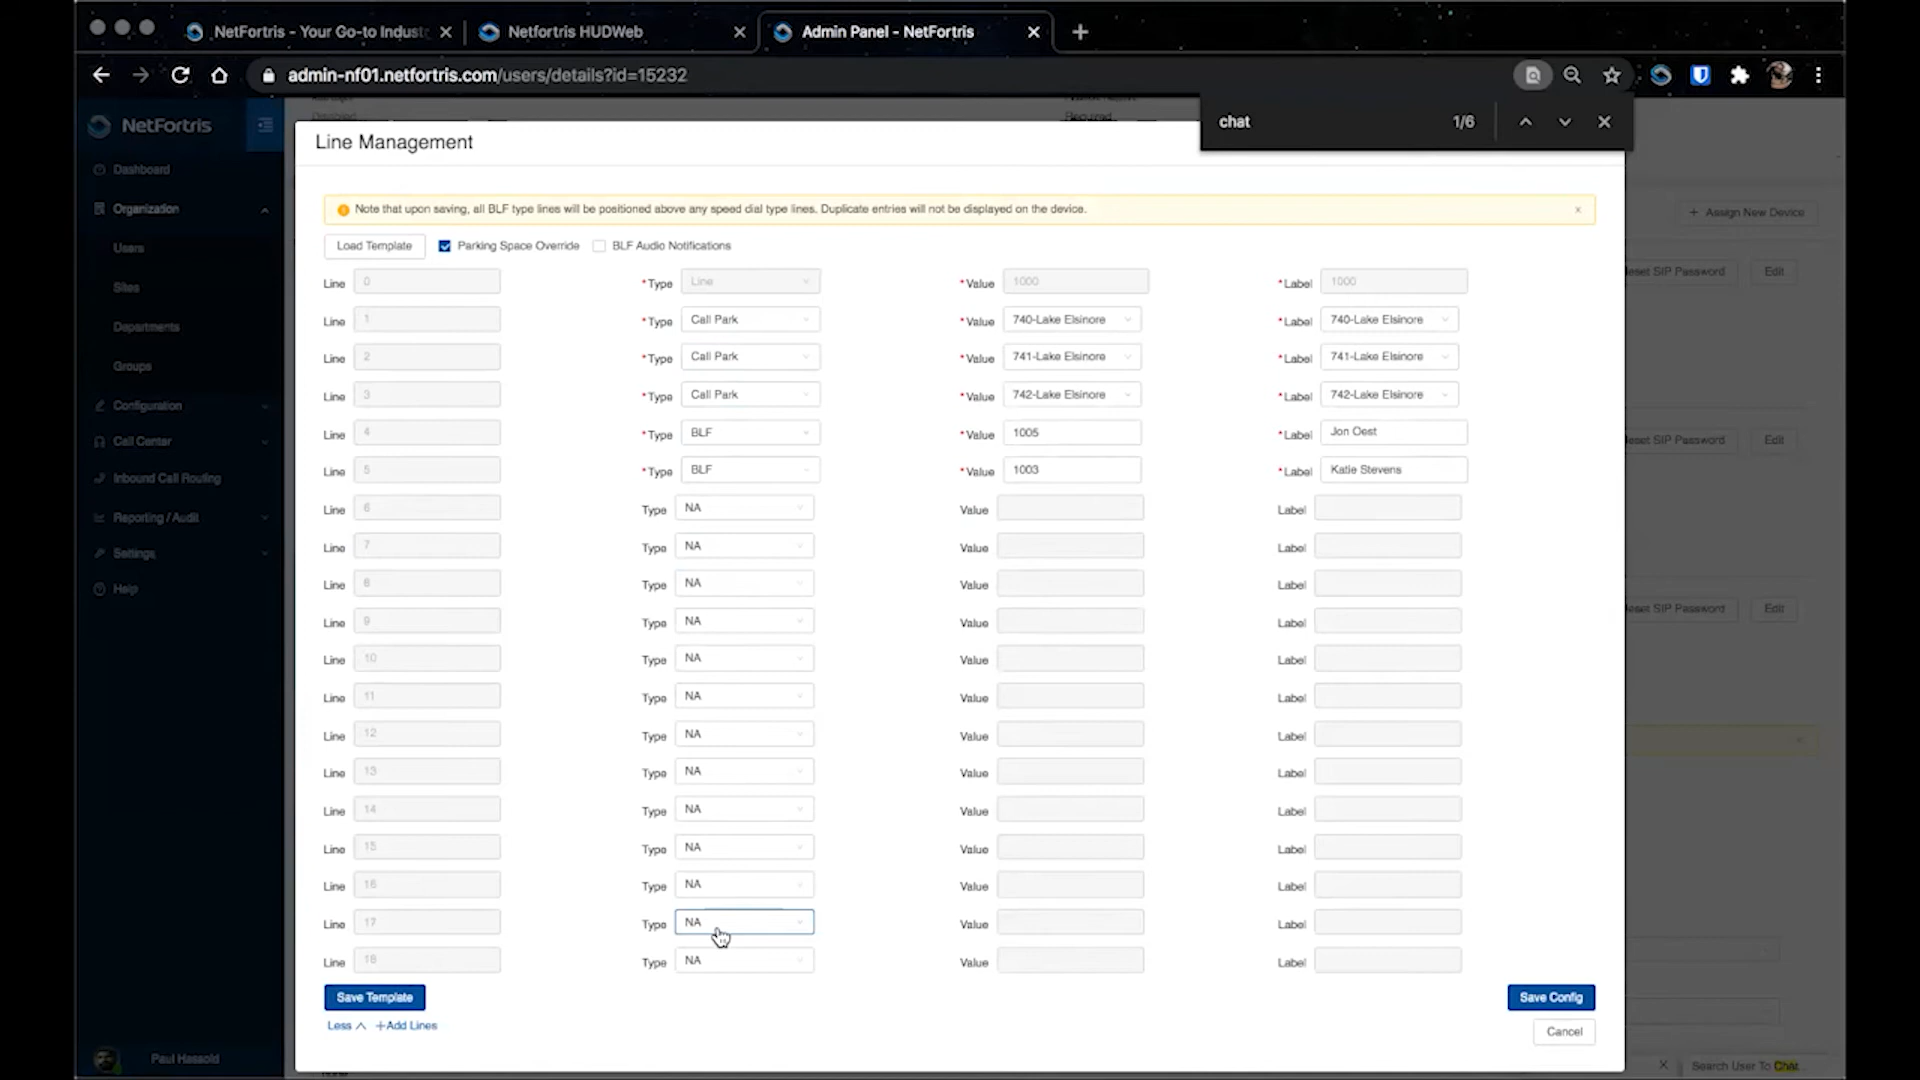 NetFortris - Your Go-to Indust
Netfortris HUDWeb
Admin Panel - NetFortris
admin-nf01.netfortris.com/users/details?id=15232
chat 1/6
NetFortris
Line Management
Dashboard
Organization
Users
Sites
Departments
Groups
Configuration
Call Center
Inbound Call Routing
Reporting / Audit
Settings
Help
Paul Hassold
Note that upon saving, all BLF type lines will be positioned above any speed dial type lines. Duplicate entries will not be displayed on the device.
Load Template Parking Space Override BLF Audio Notifications
Line 0 *Type Line *Value 1000 *Label 1000
Line 1 *Type Call Park *Value 740-Lake Elsinore *Label 740-Lake Elsinore
Line 2 *Type Call Park *Value 741-Lake Elsinore *Label 741-Lake Elsinore
Line 3 *Type Call Park *Value 742-Lake Elsinore *Label 742-Lake Elsinore
Line 4 *Type BLF *Value 1005 *Label Jon Oest
Line 5 *Type BLF *Value 1003 *Label Katie Stevens
Line 6 Type NA Value Label
Line 7 Type NA Value Label
Line 8 Type NA Value Label
Line 9 Type NA Value Label
Line 10 Type NA Value Label
Line 11 Type NA Value Label
Line 12 Type NA Value Label
Line 13 Type NA Value Label
Line 14 Type NA Value Label
Line 15 Type NA Value Label
Line 16 Type NA Value Label
Line 17 Type NA Value Label
Line 18 Type NA Value Label
Save Template
Save Config
Less +Add Lines
Cancel
+ Assign New Device
Reset SIP Password Edit
Reset SIP Password Edit
Reset SIP Password Edit
Search User To Chat...